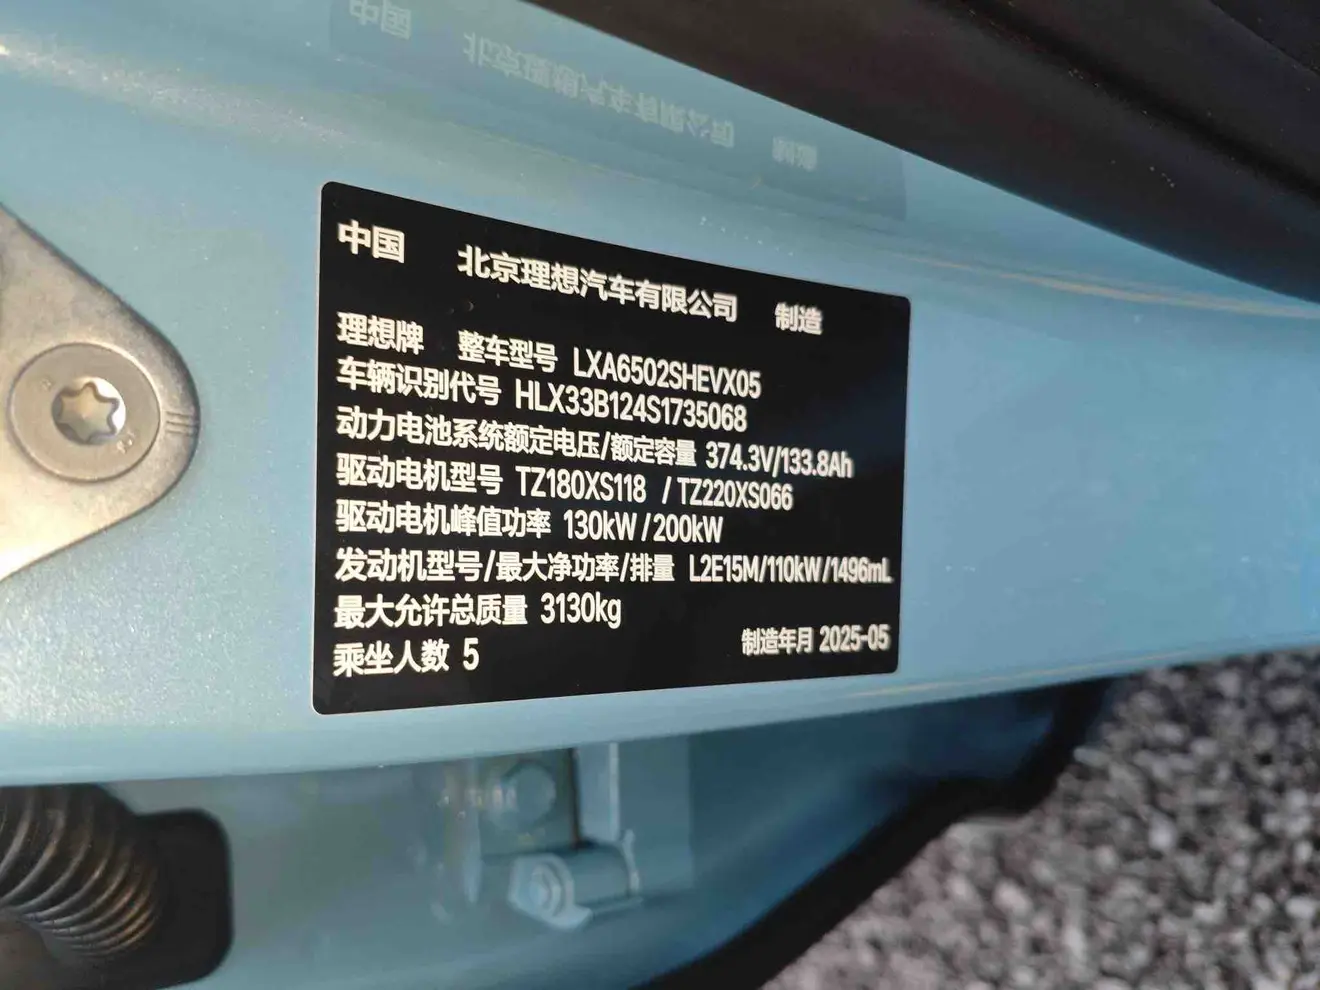 中国 北京理想汽车有限公司 制造
理想牌 整车型号 LXA6502SHEVX05
车辆识别代号 HLX33B124S1735068
动力电池系统额定电压/额定容量 374.3V/133.8Ah
驱动电机型号 TZ180XS118 / TZ220XS066
驱动电机峰值功率 130kW/200kW
发动机型号/最大净功率/排量 L2E15M/110kW/1496mL
最大允许总质量 3130kg
乘坐人数 5 制造年月 2025-05